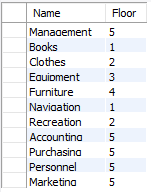 Name Floor
Management 5
Books 1
Clothes 2
Equipment 3
Furniture 4
Navigation 1
Recreation 2
Accounting 5
Purchasing 5
Personnel 5
Marketing 5